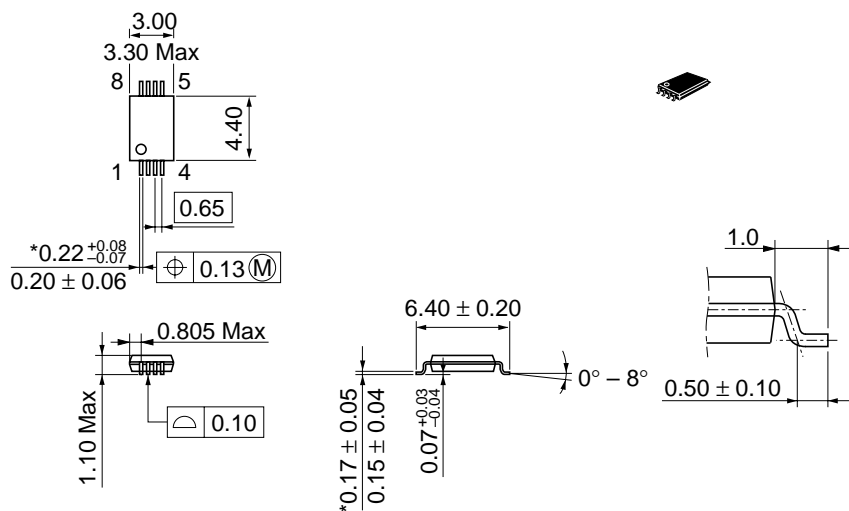 3.00
3.30 Max
8 5
4.40
1 4
0.65
*0.22 +0.08 –0.07
0.20 ± 0.06
0.13 Ⓜ
1.0
6.40 ± 0.20
0.805 Max
0° – 8°
0.50 ± 0.10
1.10 Max
0.10
*0.17 ± 0.05
0.15 ± 0.04
0.07 +0.03 –0.04